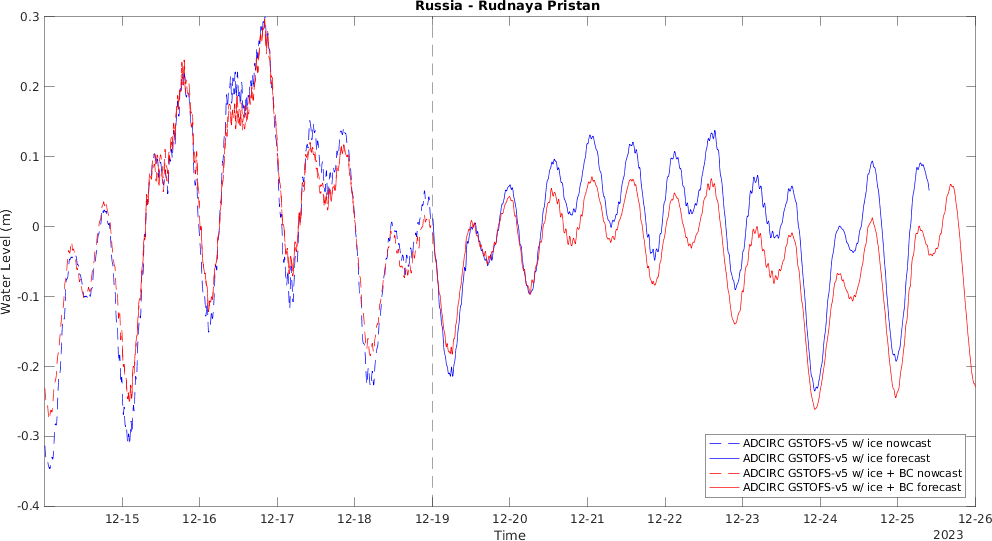 Russia - Rudnaya Pristan
0.3
0.2
0.1
0
-0.1
-0.2
-0.3
-0.4
Water Level (m)
ADCIRC GSTOFS-v5 w/ ice nowcast
ADCIRC GSTOFS-v5 w/ ice forecast
ADCIRC GSTOFS-v5 w/ ice + BC nowcast
ADCIRC GSTOFS-v5 w/ ice + BC forecast
12-15 12-16 12-17 12-18 12-19 12-20 12-21 12-22 12-23 12-24 12-25 12-26
Time
2023